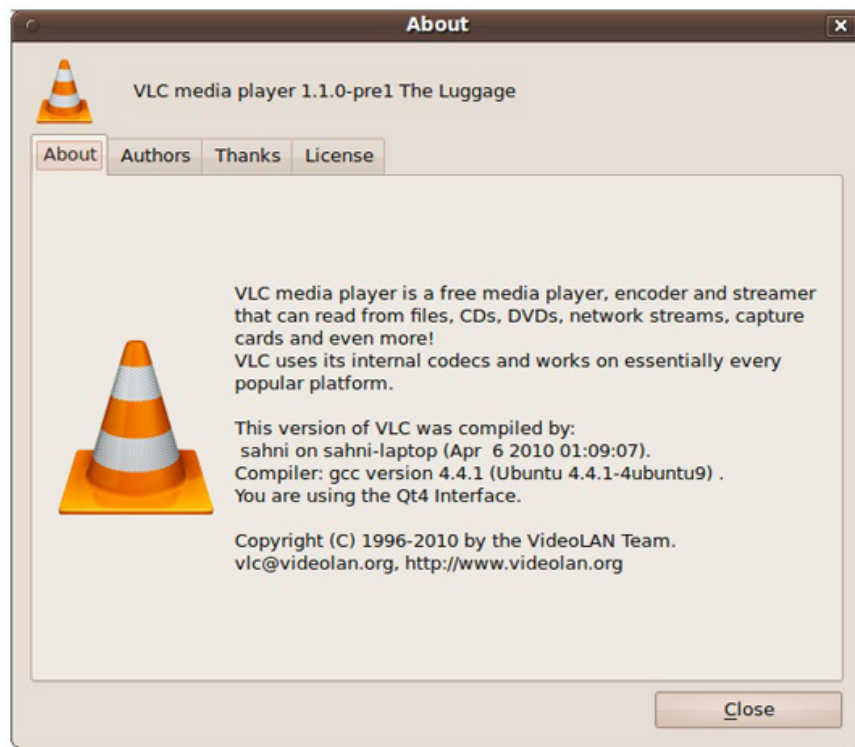 About
VLC media player 1.1.0-pre1 The Luggage
About Authors Thanks License
VLC media player is a free media player, encoder and streamer
that can read from files, CDs, DVDs, network streams, capture
cards and even more!
VLC uses its internal codecs and works on essentially every
popular platform.
This version of VLC was compiled by:
sahni on sahni-laptop (Apr  6 2010 01:09:07).
Compiler: gcc version 4.4.1 (Ubuntu 4.4.1-4ubuntu9) .
You are using the Qt4 Interface.
Copyright (C) 1996-2010 by the VideoLAN Team.
vlc@videolan.org, http://www.videolan.org
Close